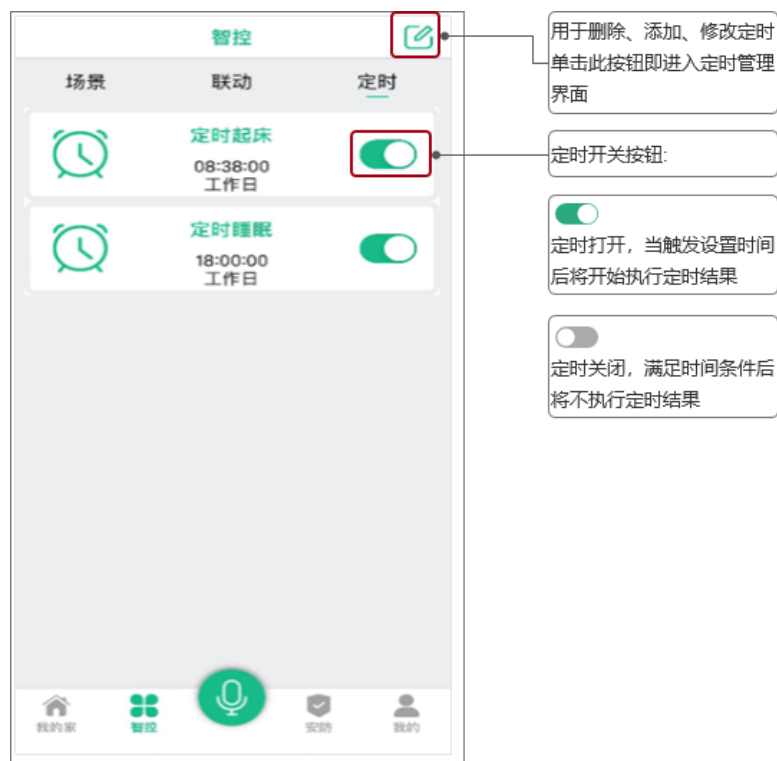 智控
场景
联动
定时
定时起床
08:38:00
工作日
定时睡眠
18:00:00
工作日
我的家
智控
安防
我的
用于删除、添加、修改定时
单击此按钮即进入定时管理
界面
定时开关按钮:
定时打开，当触发设置时间
后将开始执行定时结果
定时关闭，满足时间条件后
将不执行定时结果